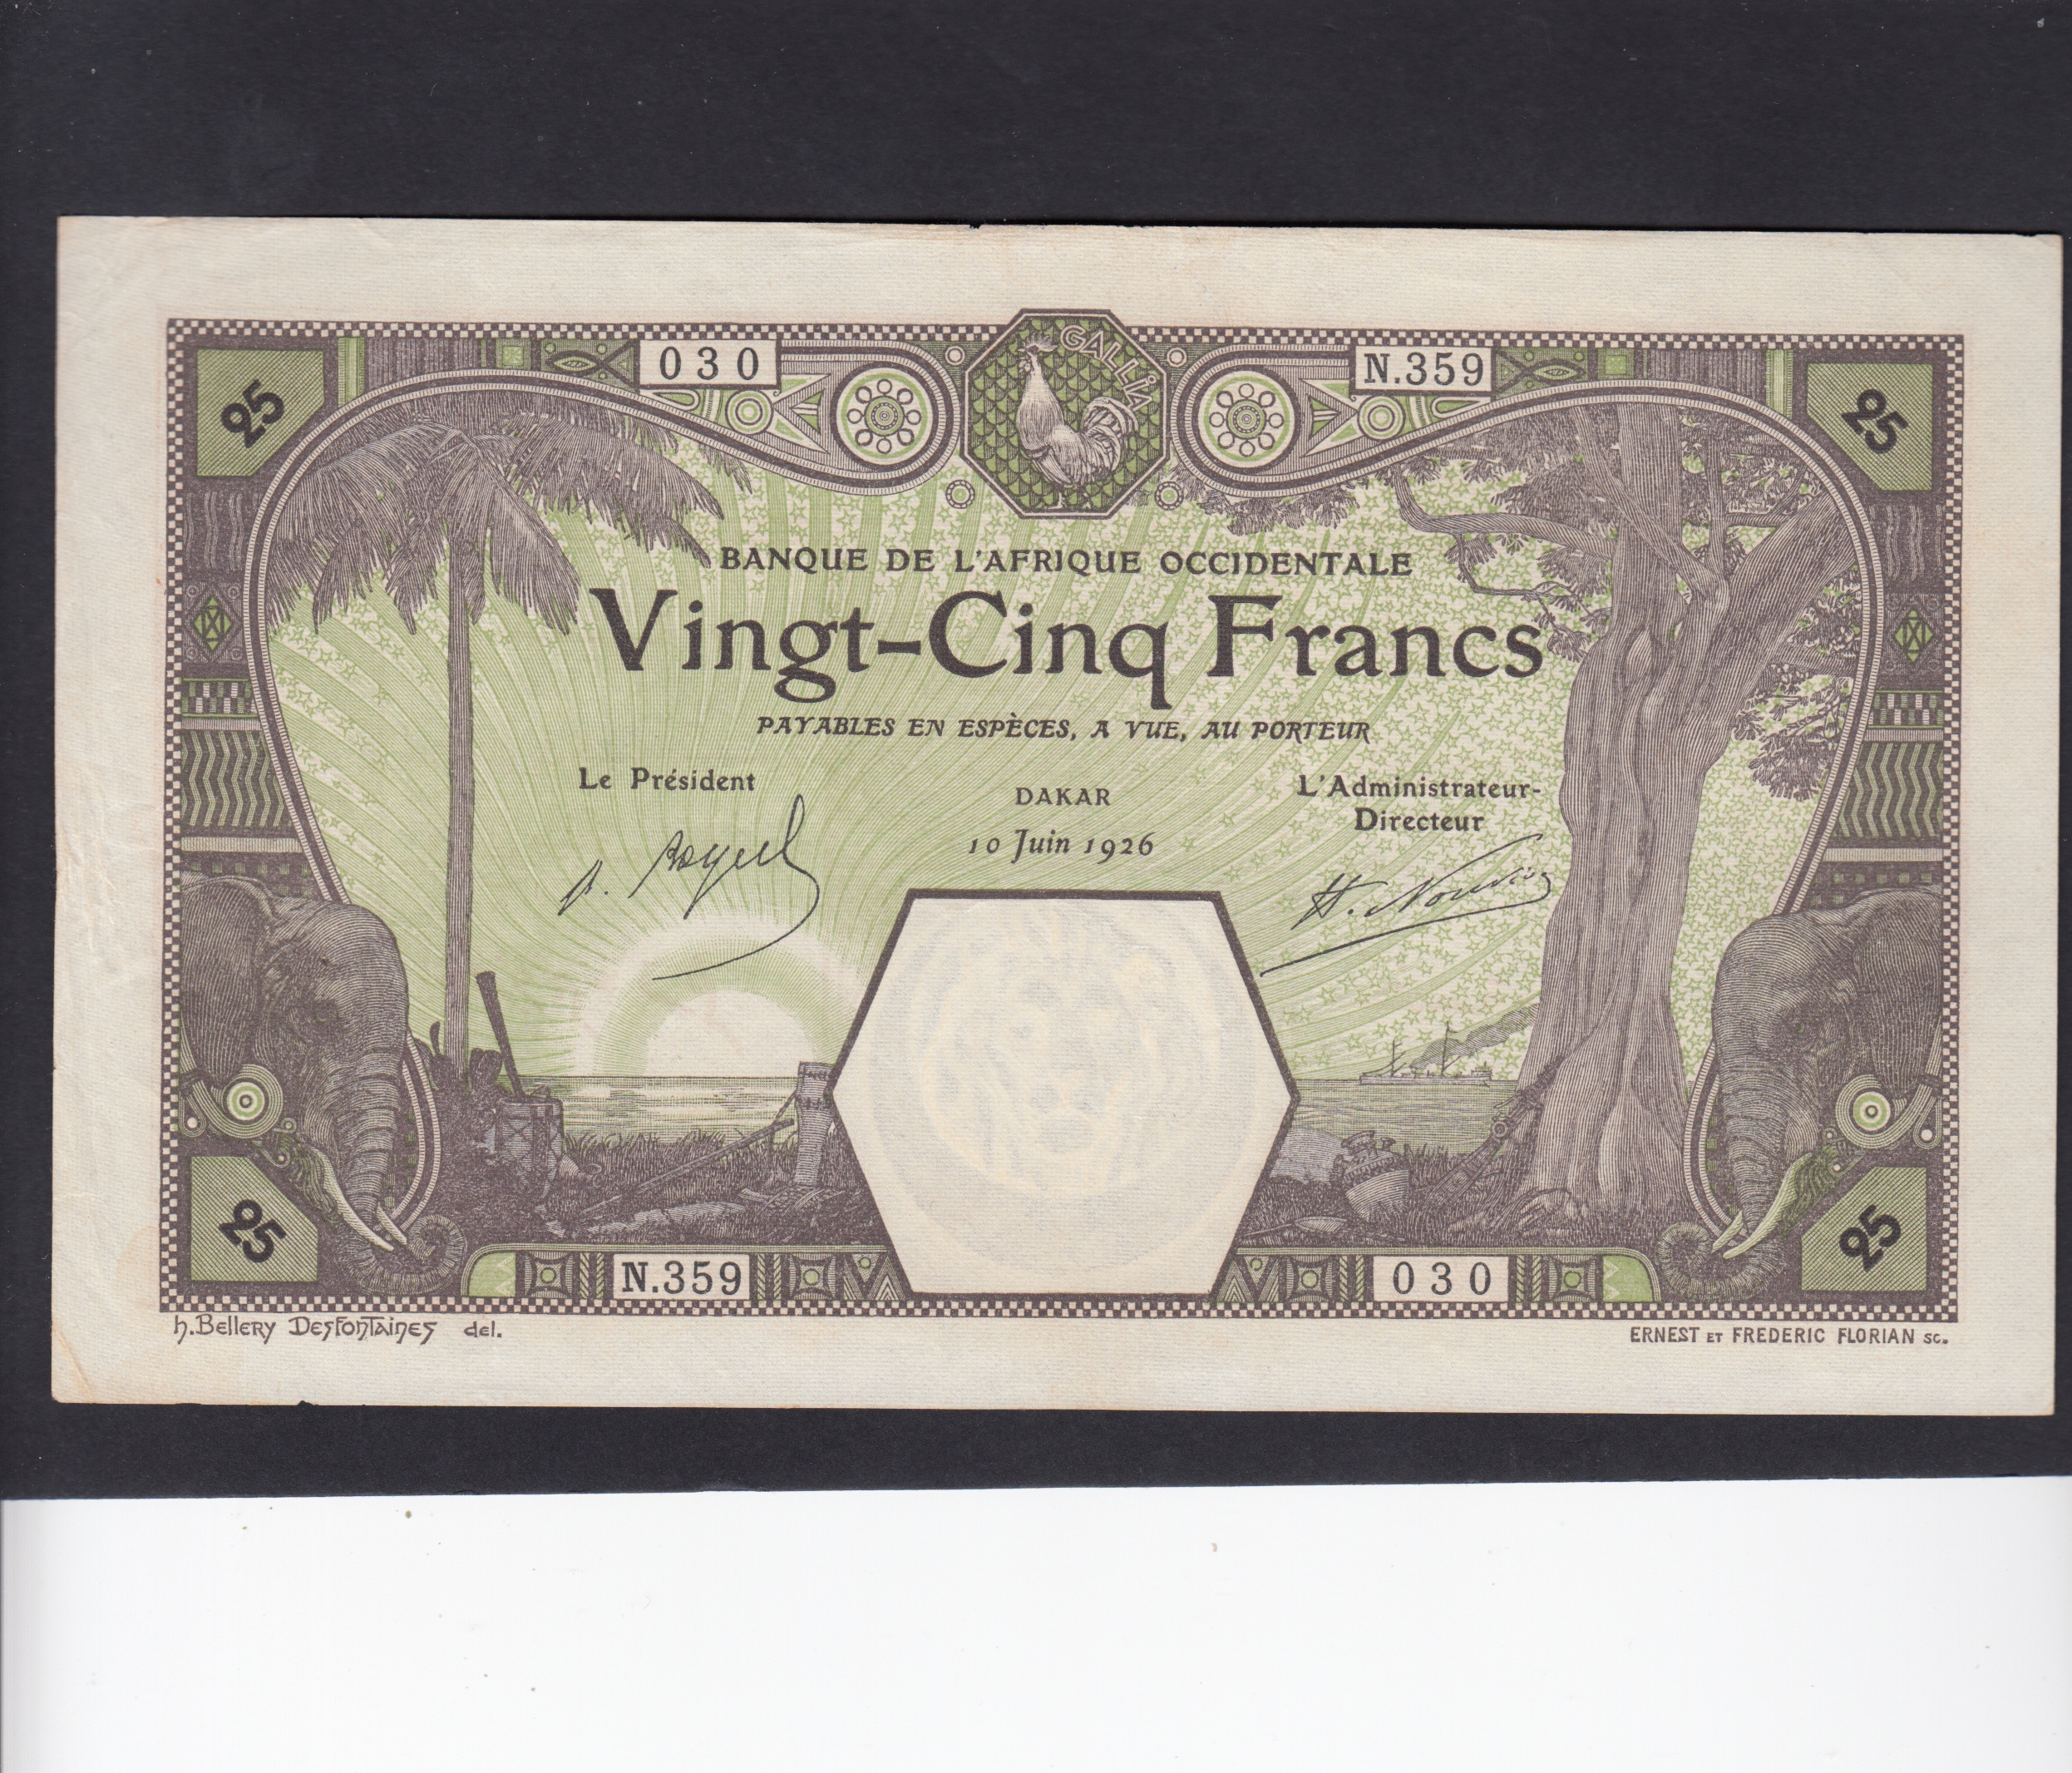 25
030
GALLIA
N.359
25
BANQUE DE L'AFRIQUE OCCIDENTALE
Vingt-Cinq Francs
PAYABLES EN ESPÈCES, A VUE, AU PORTEUR
Le Président
DAKAR
L'Administrateur-
Directeur
10 Juin 1926
25
N.359
030
25
h. Bellery Desfontaines del.
ERNEST ET FREDERIC FLORIAN sc.